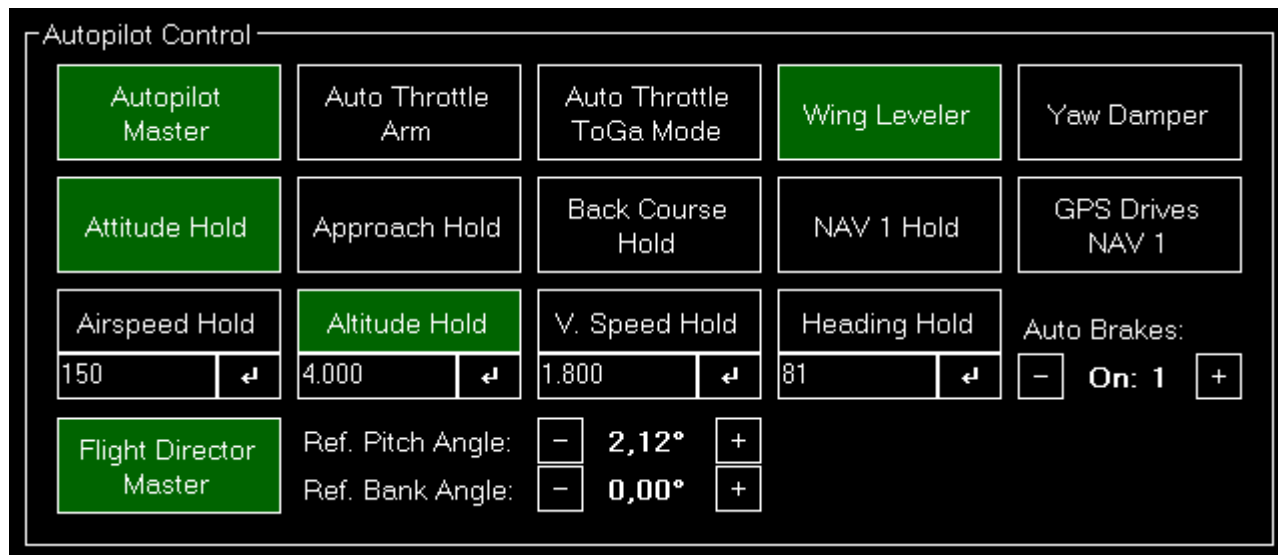 Autopilot Control
Autopilot
Master
Auto Throttle
Arm
Auto Throttle
ToGa Mode
Wing Leveler
Yaw Damper
Attitude Hold
Approach Hold
Back Course
Hold
NAV 1 Hold
GPS Drives
NAV 1
Airspeed Hold
150
Altitude Hold
4.000
V. Speed Hold
1.800
Heading Hold
81
Auto Brakes:
- On: 1 +
Flight Director
Master
Ref. Pitch Angle: - 2,12° +
Ref. Bank Angle: - 0,00° +